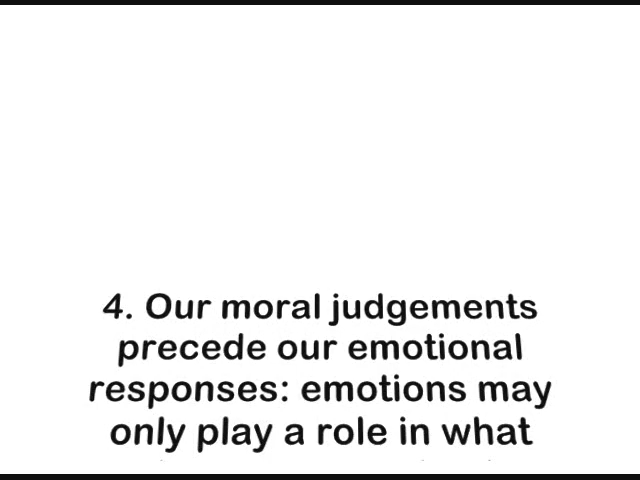 4. Our moral judgements
precede our emotional
responses: emotions may
only play a role in what